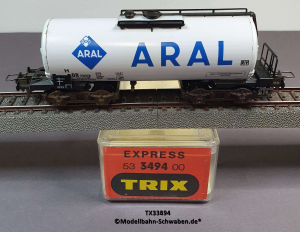 ARAL
ARAL
EXPRESS
53 3494 00
TRIX
TX33894
©Modellbahn-Schwaben.de®